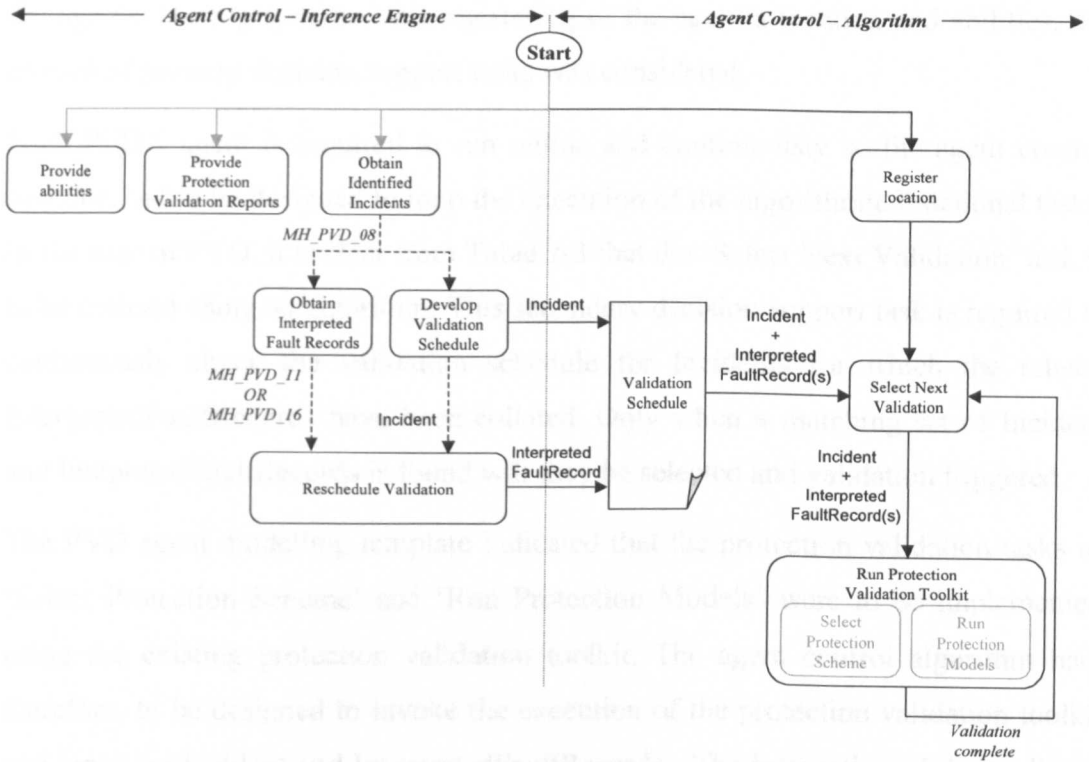 Agent Control – Inference Engine
Agent Control – Algorithm
Start
Provide
abilities
Provide
Protection
Validation Reports
Obtain
Identified
Incidents
Register
location
MH_PVD_08
Obtain
Interpreted
Fault Records
Develop
Validation
Schedule
Incident
Incident
+
Interpreted
FaultRecord(s)
Validation
Schedule
Select Next
Validation
MH_PVD_11
OR
MH_PVD_16
Incident
Interpreted
FaultRecord
Reschedule Validation
Incident
Interpreted
FaultRecord(s)
Run Protection
Validation Toolkit
Select
Protection
Scheme
Run
Protection
Models
Validation
complete